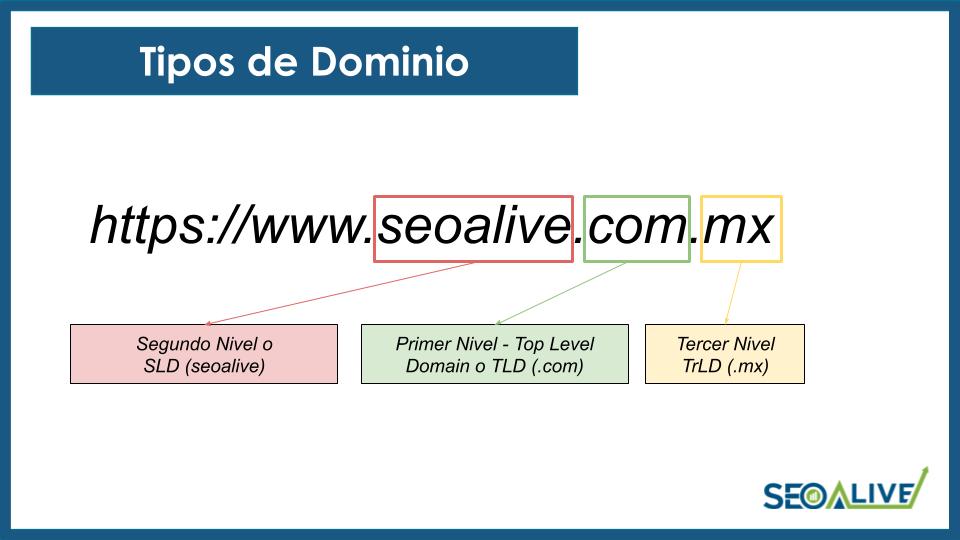 Tipos de Dominio
https://www.seoalive.com.mx
Segundo Nivel o
SLD (seoalive)
Primer Nivel - Top Level
Domain o TLD (.com)
Tercer Nivel
TrLD (.mx)
SEOALIVE